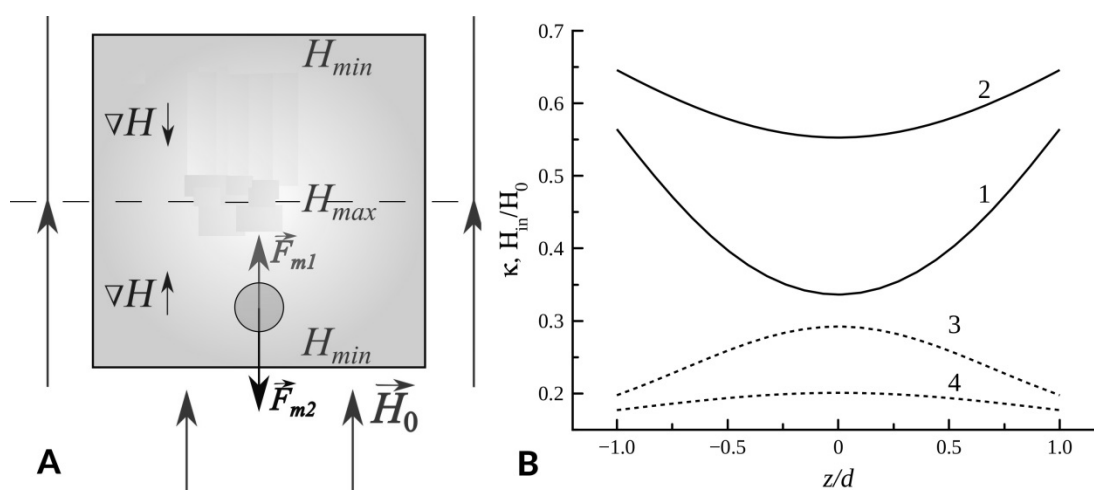 H_min
∇H
H_max
F_m1
∇H
H_min
F_m2
H_0
A
κ, H_in/H_0
0.7
0.6
0.5
0.4
0.3
0.2
2
1
3
4
−1.0
−0.5
0
0.5
1.0
z/d
B